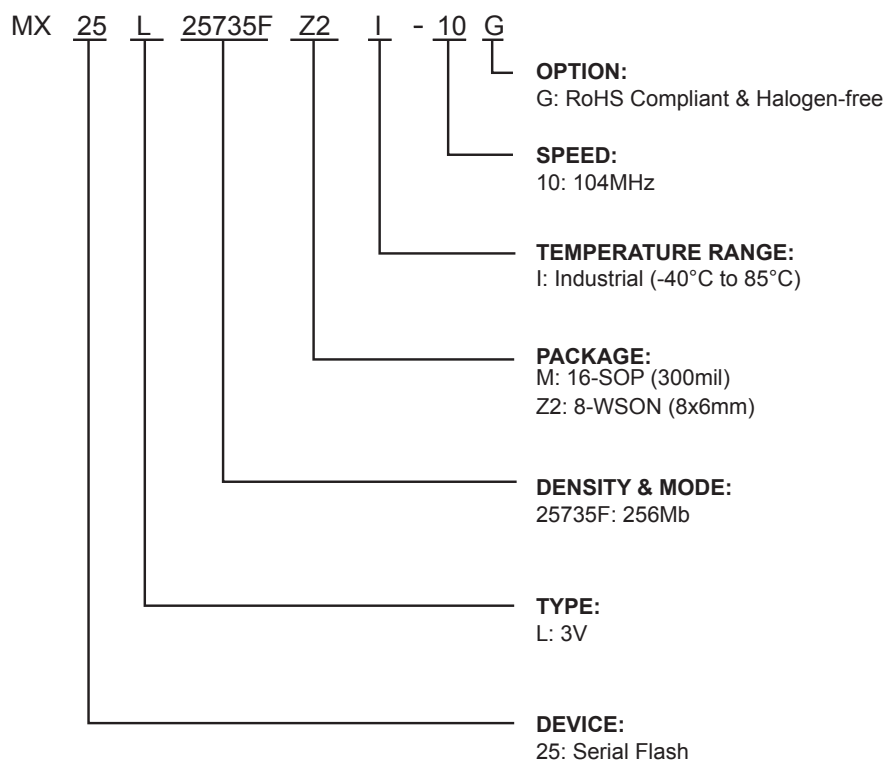 MX 25 L 25735F Z2 I - 10 G
OPTION:
G: RoHS Compliant & Halogen-free
SPEED:
10: 104MHz
TEMPERATURE RANGE:
I: Industrial (-40°C to 85°C)
PACKAGE:
M: 16-SOP (300mil)
Z2: 8-WSON (8x6mm)
DENSITY & MODE:
25735F: 256Mb
TYPE:
L: 3V
DEVICE:
25: Serial Flash